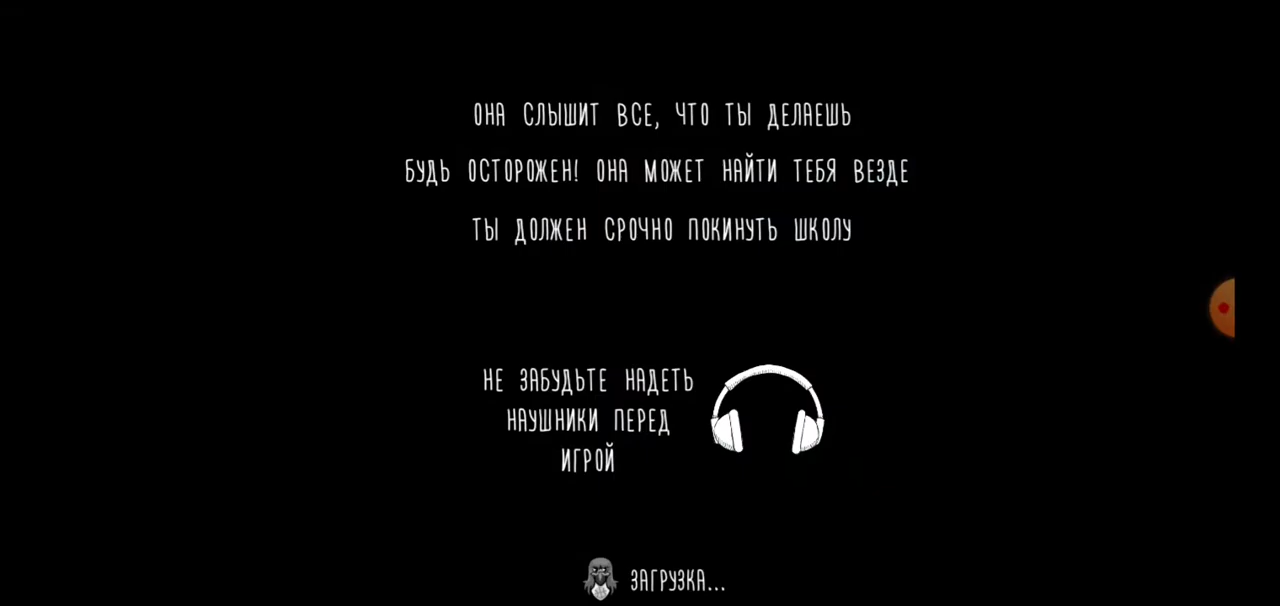 ОНА СЛЫШИТ ВСЕ, ЧТО ТЫ ДЕЛАЕШЬ
БУДЬ ОСТОРОЖЕН! ОНА МОЖЕТ НАЙТИ ТЕБЯ ВЕЗДЕ
ТЫ ДОЛЖЕН СРОЧНО ПОКИНУТЬ ШКОЛУ
НЕ ЗАБУДЬТЕ НАДЕТЬ
НАУШНИКИ ПЕРЕД
ИГРОЙ
ЗАГРУЗКА...